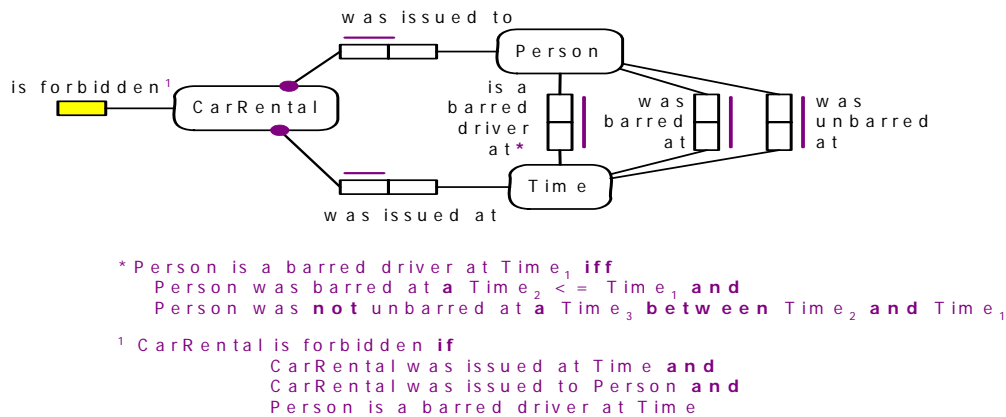 was issued to
Person
is forbidden¹
CarRental
is a
barred
driver
at*
was
barred
at
was
unbarred
at
Time
was issued at
* Person is a barred driver at Time₁ iff
Person was barred at a Time₂ <= Time₁ and
Person was not unbarred at a Time₃ between Time₂ and Time₁
¹ CarRental is forbidden if
CarRental was issued at Time and
CarRental was issued to Person and
Person is a barred driver at Time